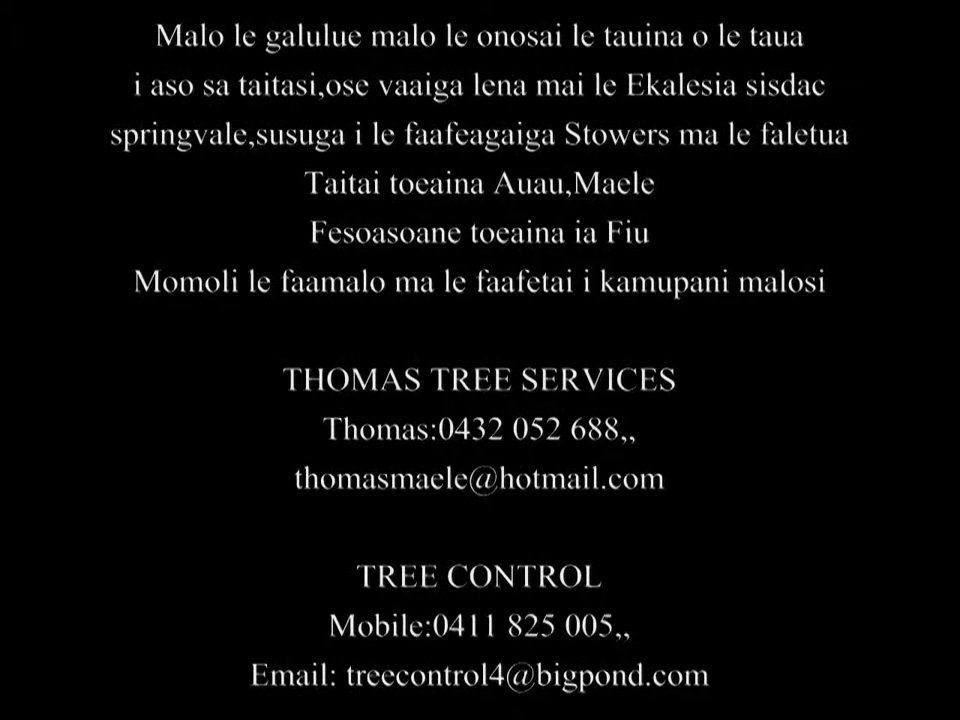 Malo le galulue malo le onosai le tauina o le taua
i aso sa taitasi,ose vaaiga lena mai le Ekalesia sisdac
springvale,susuga i le faafeagaiga Stowers ma le faletua
Taitai toeaina Auau,Maele
Fesoasoane toeaina ia Fiu
Momoli le faamalo ma le faafetai i kamupani malosi
THOMAS TREE SERVICES
Thomas:0432 052 688,,
thomasmaele@hotmail.com
TREE CONTROL
Mobile:0411 825 005,,
Email: treecontrol4@bigpond.com